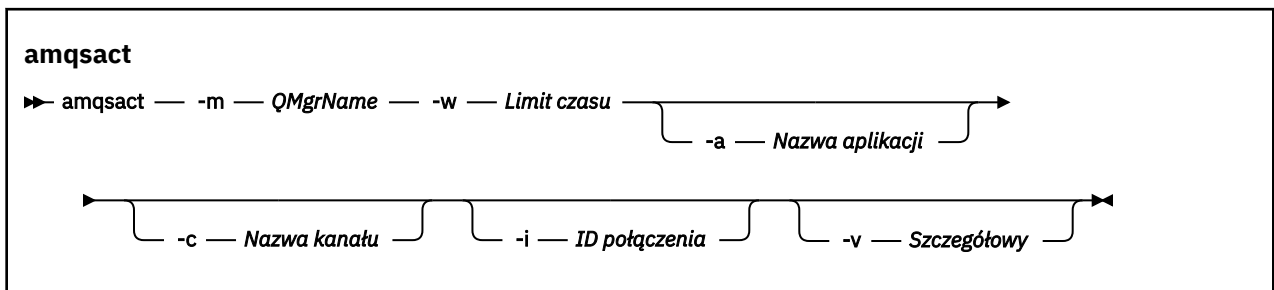 amqsact
amqsact -m QMgrName -w Limit czasu
-a Nazwa aplikacji
-c Nazwa kanału -i ID połączenia -v Szczegółowy